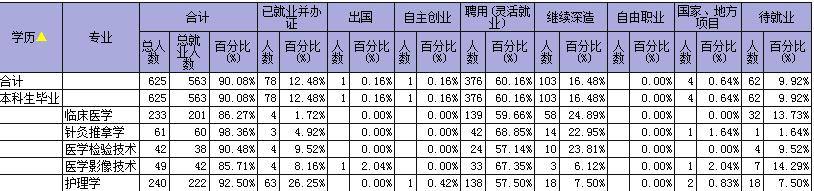 学历▲ 专业 合计 已就业并办证 出国 自主创业 聘用(灵活就业) 继续深造 自由职业 国家、地方项目 待就业
总人数 总就业人数 百分比(%) 人数 百分比(%) 人数 百分比(%) 人数 百分比(%) 人数 百分比(%) 人数 百分比(%) 人数 百分比(%) 人数 百分比(%) 人数 百分比(%)
合计 625 563 90.08% 78 12.48% 1 0.16% 1 0.16% 376 60.16% 103 16.48% 0.00% 4 0.64% 62 9.92%
本科生毕业 625 563 90.08% 78 12.48% 1 0.16% 1 0.16% 376 60.16% 103 16.48% 0.00% 4 0.64% 62 9.92%
临床医学 233 201 86.27% 4 1.72% 0.00% 0.00% 139 59.66% 58 24.89% 0.00% 0.00% 32 13.73%
针灸推拿学 61 60 98.36% 3 4.92% 0.00% 0.00% 42 68.85% 14 22.95% 0.00% 1 1.64% 1 1.64%
医学检验技术 42 38 90.48% 4 9.52% 0.00% 0.00% 24 57.14% 10 23.81% 0.00% 0.00% 4 9.52%
医学影像技术 49 42 85.71% 4 8.16% 1 2.04% 0.00% 33 67.35% 3 6.12% 0.00% 1 2.04% 7 14.29%
护理学 240 222 92.50% 63 26.25% 0.00% 1 0.42% 138 57.50% 18 7.50% 0.00% 2 0.83% 18 7.50%